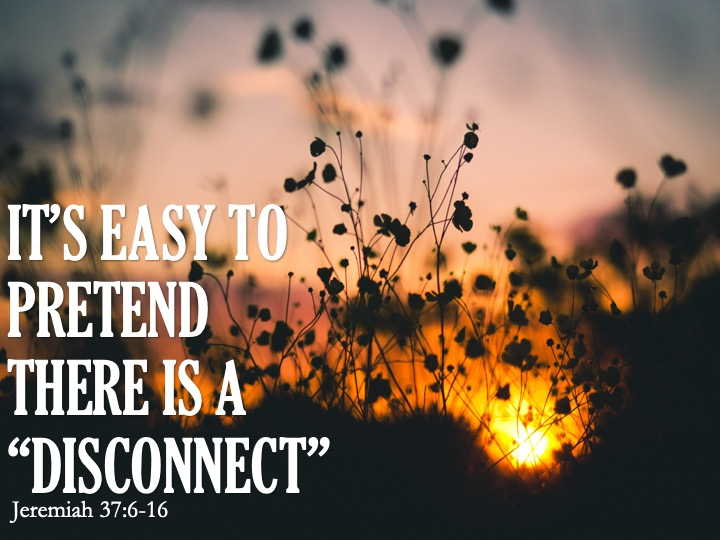 IT’S EASY TO
PRETEND
THERE IS A
“DISCONNECT”
Jeremiah 37:6-16